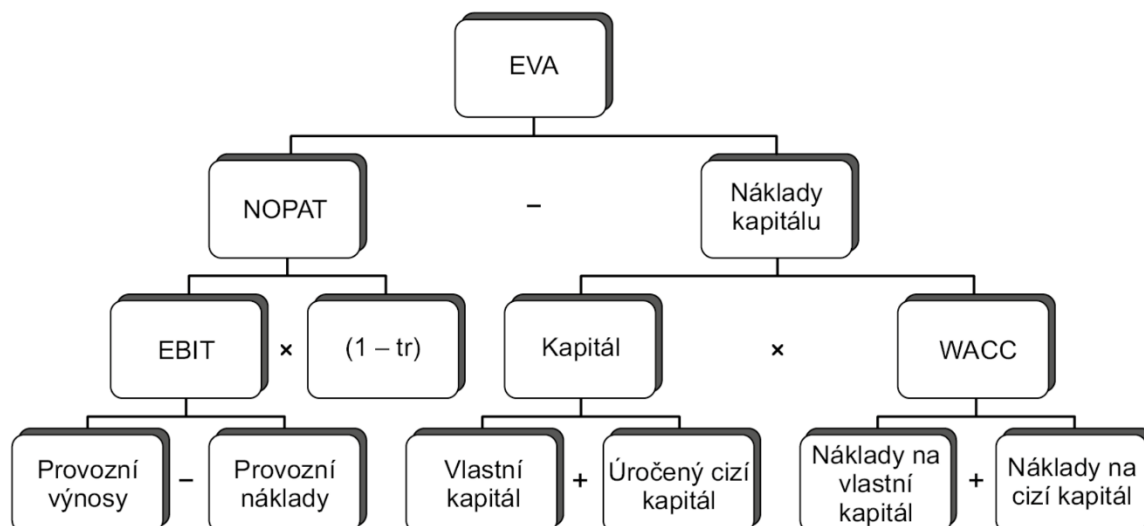 EVA
NOPAT
–
Náklady
kapitálu
EBIT
×
(1 – tr)
Kapitál
×
WACC
Provozní
výnosy
–
Provozní
náklady
Vlastní
kapitál
+
Úročený cizí
kapitál
Náklady na
vlastní
kapitál
+
Náklady na
cizí kapitál